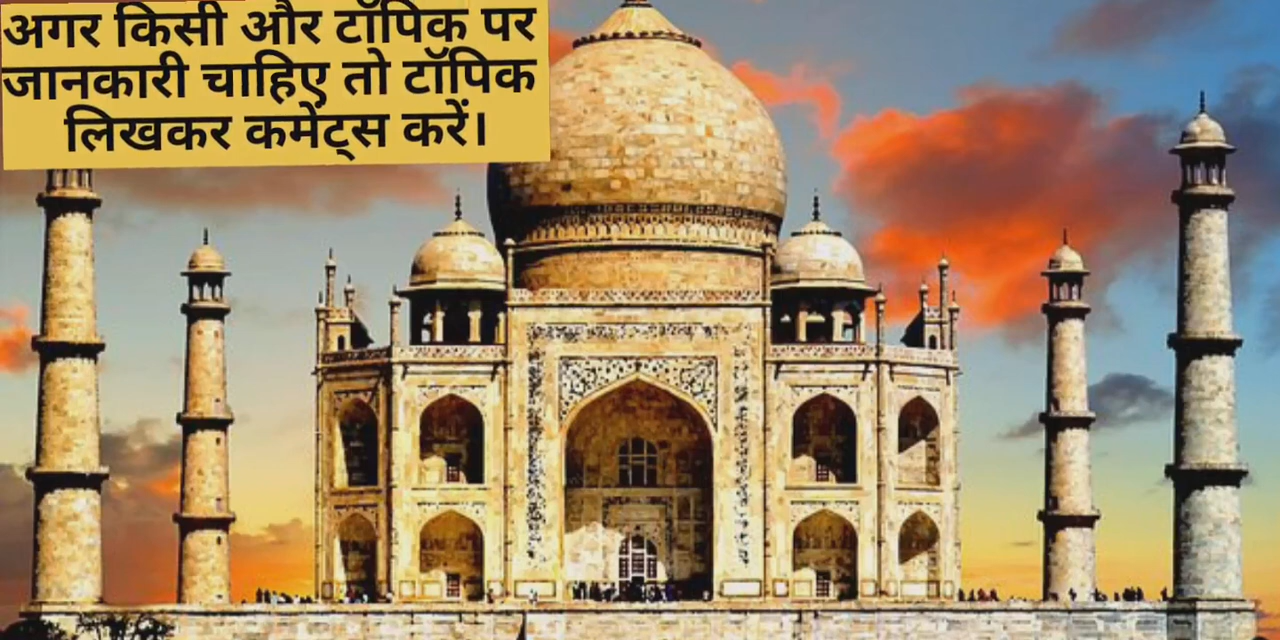 अगर किसी और टॉपिक पर
जानकारी चाहिए तो टॉपिक
लिखकर कमेंट्स करें।